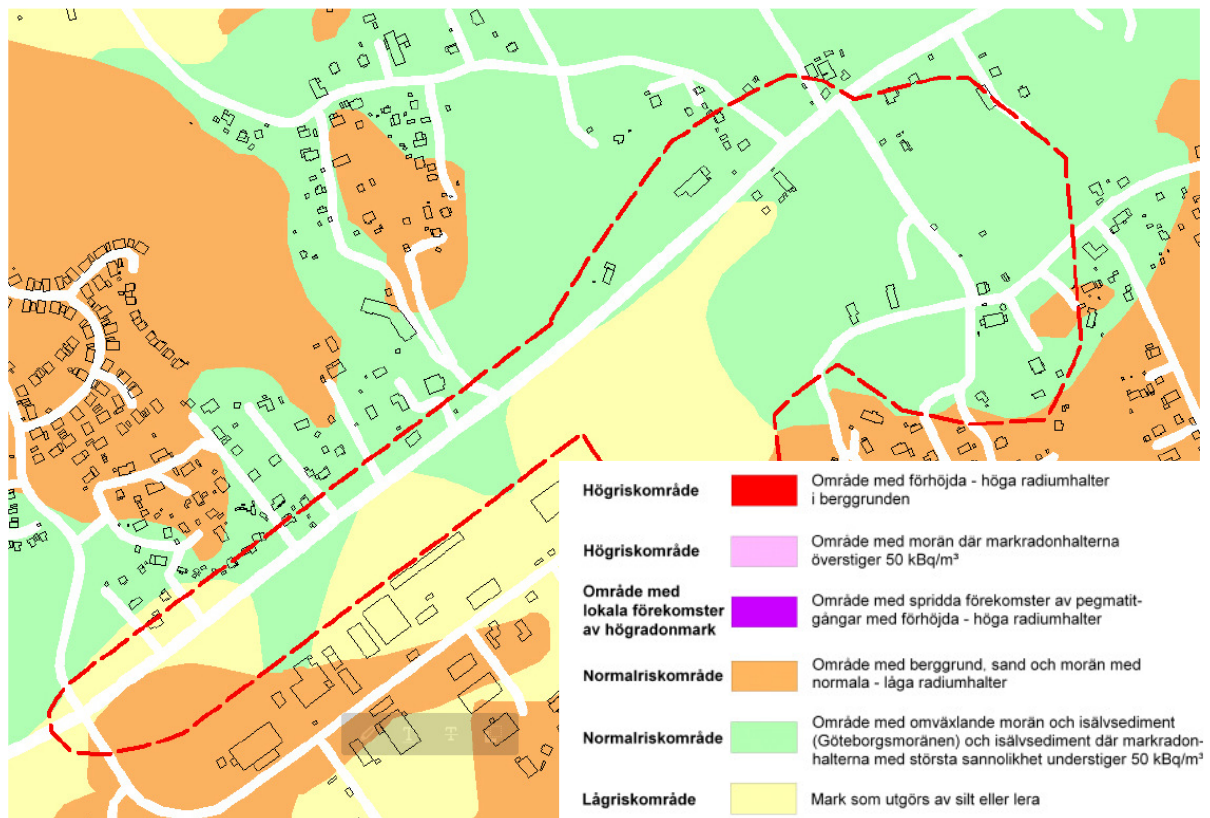 Högriskområde
Område med förhöjda - höga radiumhalter
i berggrunden
Högriskområde
Område med morän där markradonhalterna
överstiger 50 kBq/m³
Område med
lokala förekomster
av högradonmark
Område med spridda förekomster av pegmatit-
gångar med förhöjda - höga radiumhalter
Normalriskområde
Område med berggrund, sand och morän med
normala - låga radiumhalter
Normalriskområde
Område med omväxlande morän och isälvsediment
(Göteborgsmoränen) och isälvsediment där markradon-
halterna med största sannolikhet understiger 50 kBq/m³
Lågriskområde
Mark som utgörs av silt eller lera